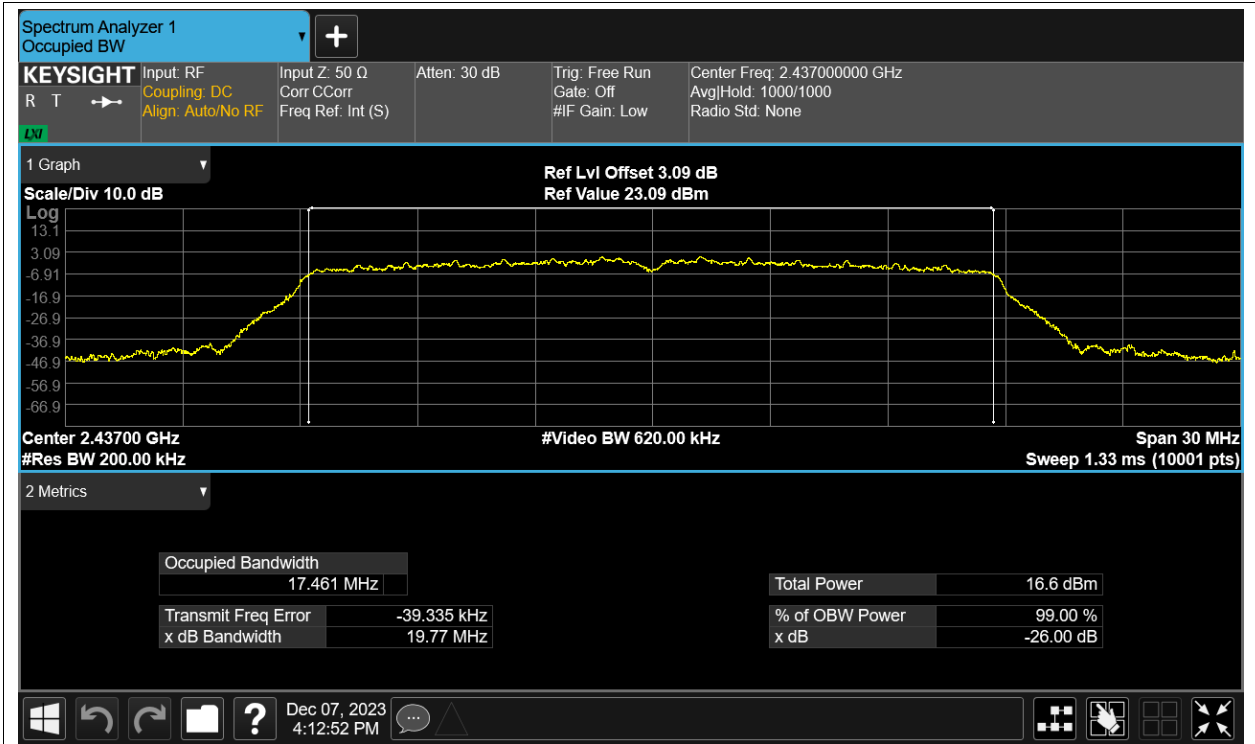 Spectrum Analyzer 1
Occupied BW
KEYSIGHT
R T
LXI
Input: RF
Coupling: DC
Align: Auto/No RF
Input Z: 50 Ω
Corr CCorr
Freq Ref: Int (S)
Atten: 30 dB
Trig: Free Run
Gate: Off
#IF Gain: Low
Center Freq: 2.437000000 GHz
Avg|Hold: 1000/1000
Radio Std: None
1 Graph
Scale/Div 10.0 dB
Ref Lvl Offset 3.09 dB
Ref Value 23.09 dBm
Log
13.1
3.09
-6.91
-16.9
-26.9
-36.9
-46.9
-56.9
-66.9
Center 2.43700 GHz
#Res BW 200.00 kHz
#Video BW 620.00 kHz
Span 30 MHz
Sweep 1.33 ms (10001 pts)
2 Metrics
Occupied Bandwidth
17.461 MHz
Transmit Freq Error -39.335 kHz
x dB Bandwidth 19.77 MHz
Total Power 16.6 dBm
% of OBW Power 99.00 %
x dB -26.00 dB
?
Dec 07, 2023
4:12:52 PM